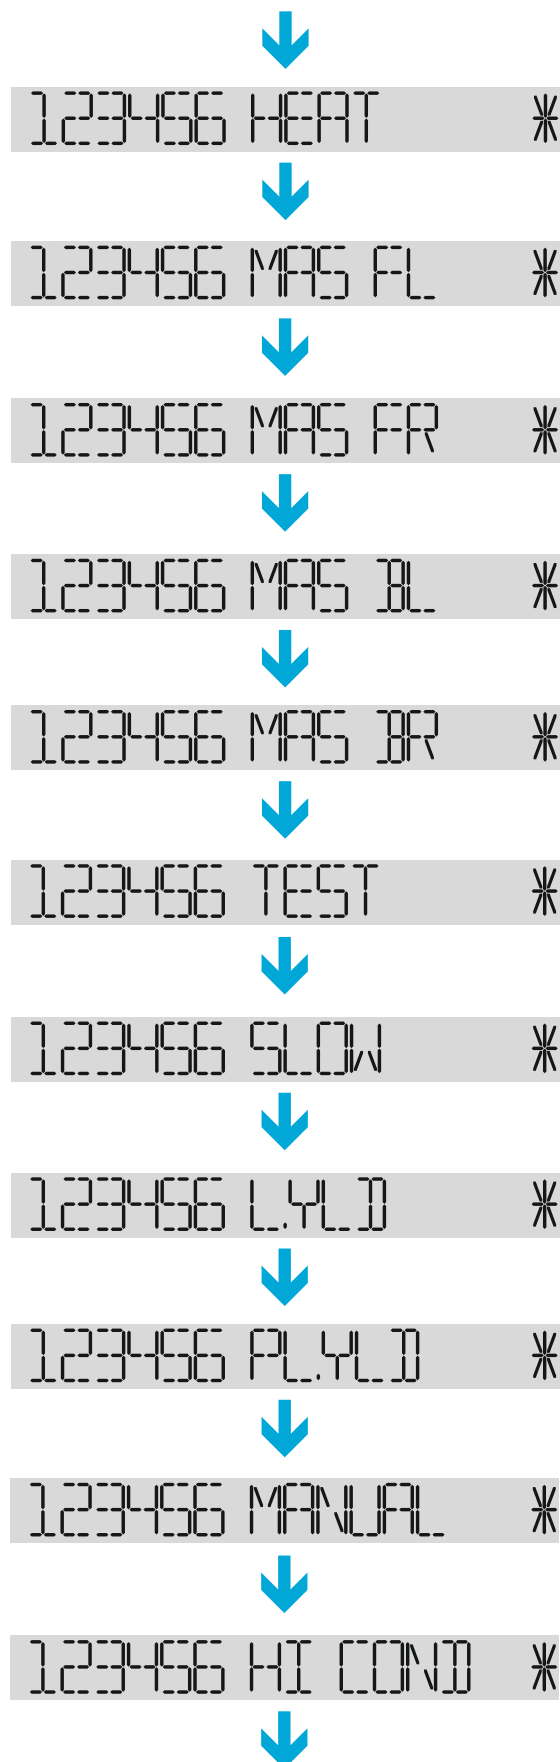 123456 HEAT *
123456 MAS FL *
123456 MAS FR *
123456 MAS BL *
123456 MAS BR *
123456 TEST *
123456 SLOW *
123456 L.YLD *
123456 PL.YLD *
123456 MANUAL *
123456 HI COND *